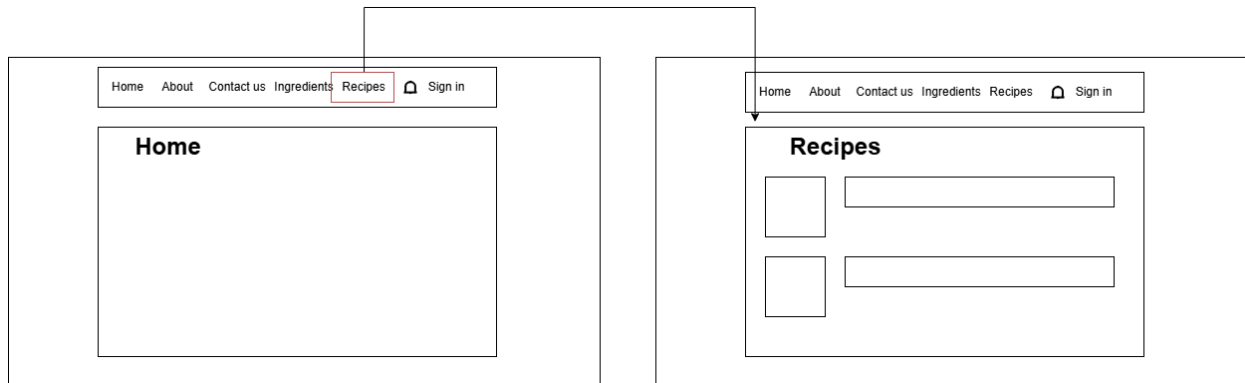 Home About Contact us Ingredients Recipes Sign in
Home
Home About Contact us Ingredients Recipes Sign in
Recipes